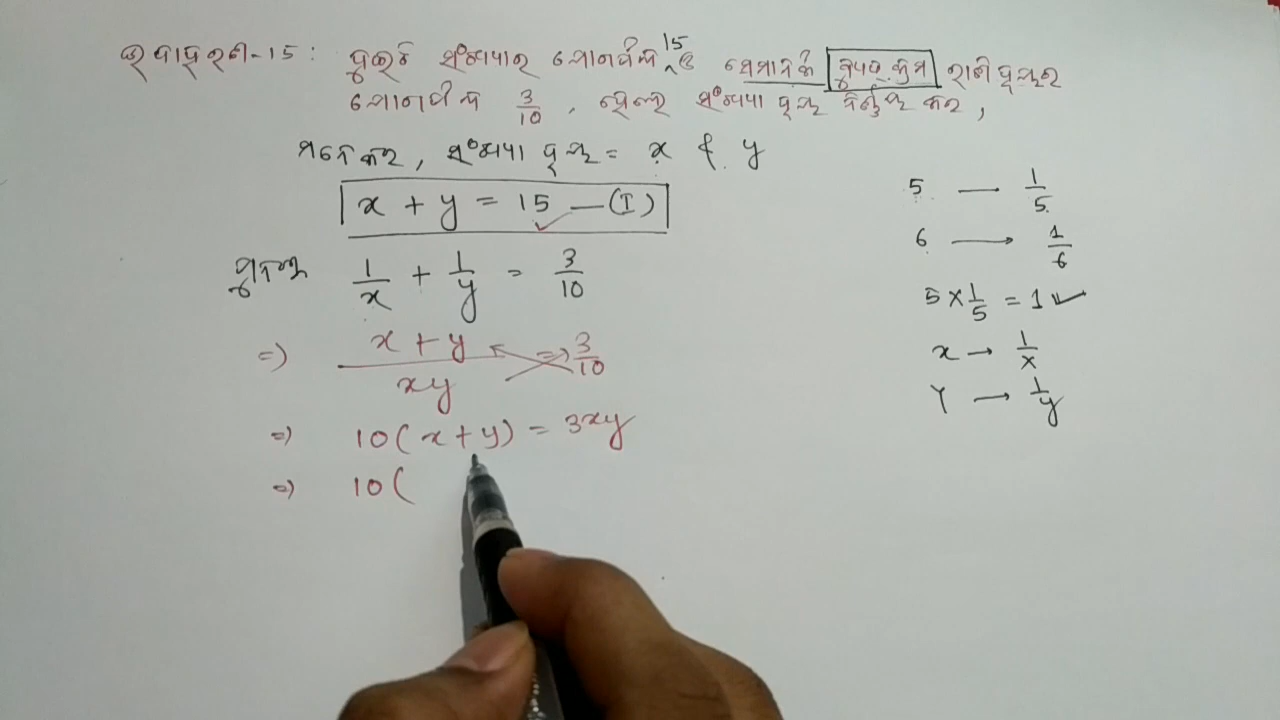 ଉଦାହରଣ-15: ଦୁଇଟି ସଂଖ୍ୟାର ଯୋଗଫଳ 15 ଓ ସେମାନଙ୍କ ବ୍ୟୁତ୍‌କ୍ରମ ରାଶିଦ୍ୱୟର
ଯୋଗଫଳ 3/10, ହେଲେ ସଂଖ୍ୟା ଦ୍ୱୟ ନିର୍ଣ୍ଣୟ କର,
ମନେକର, ସଂଖ୍ୟା ଦ୍ୱୟ = x & y
x + y = 15 —(I)
ପୁନଶ୍ଚ 1/x + 1/y = 3/10
=> x + y / xy => 3/10
=> 10(x+y) = 3xy
=> 10(
5 — 1/5
6 → 1/6
5 × 1/5 = 1 ✓
x → 1/x
Y → 1/y